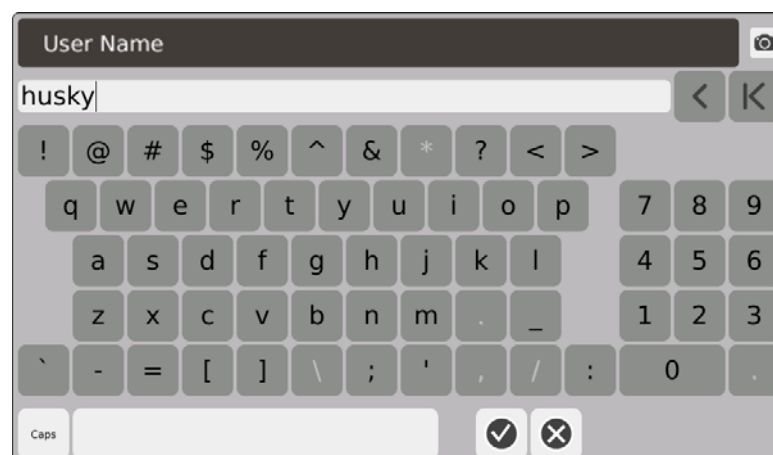 User Name
husky
! @ # $ % ^ & * ? < >
q w e r t y u i o p 7 8 9
a s d f g h j k l 4 5 6
z x c v b n m . _ 1 2 3
` - = [ ] \ ; ' , / : 0 .
Caps